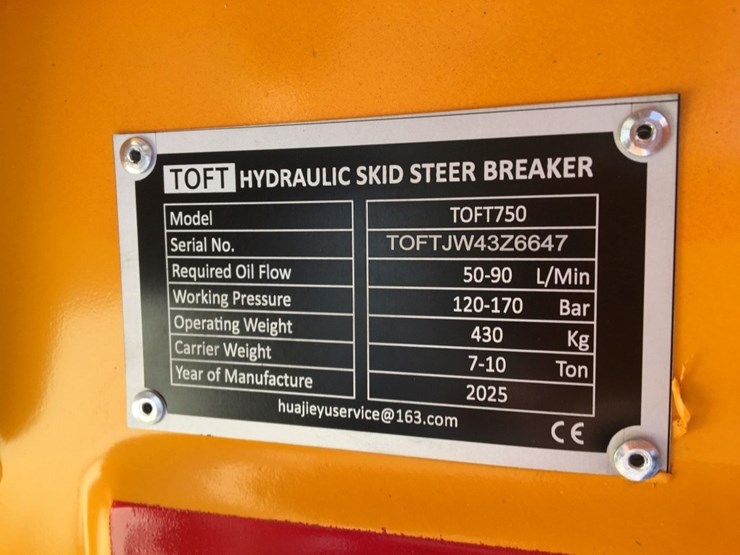 TOFT HYDRAULIC SKID STEER BREAKER
Model TOFT750
Serial No. TOFTJW43Z6647
Required Oil Flow 50-90 L/Min
Working Pressure 120-170 Bar
Operating Weight 430 Kg
Carrier Weight 7-10 Ton
Year of Manufacture 2025
huajieyuservice@163.com
CE